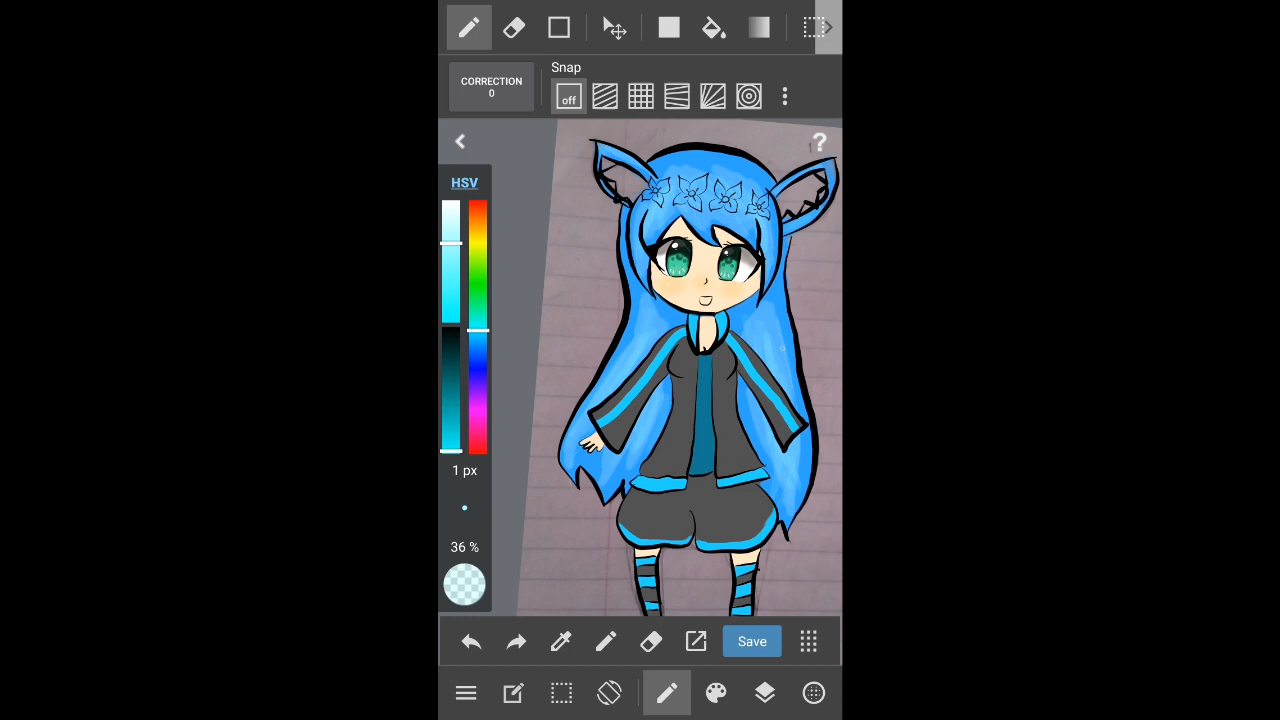 CORRECTION
0
Snap
off
?
HSV
1 px
36 %
Save